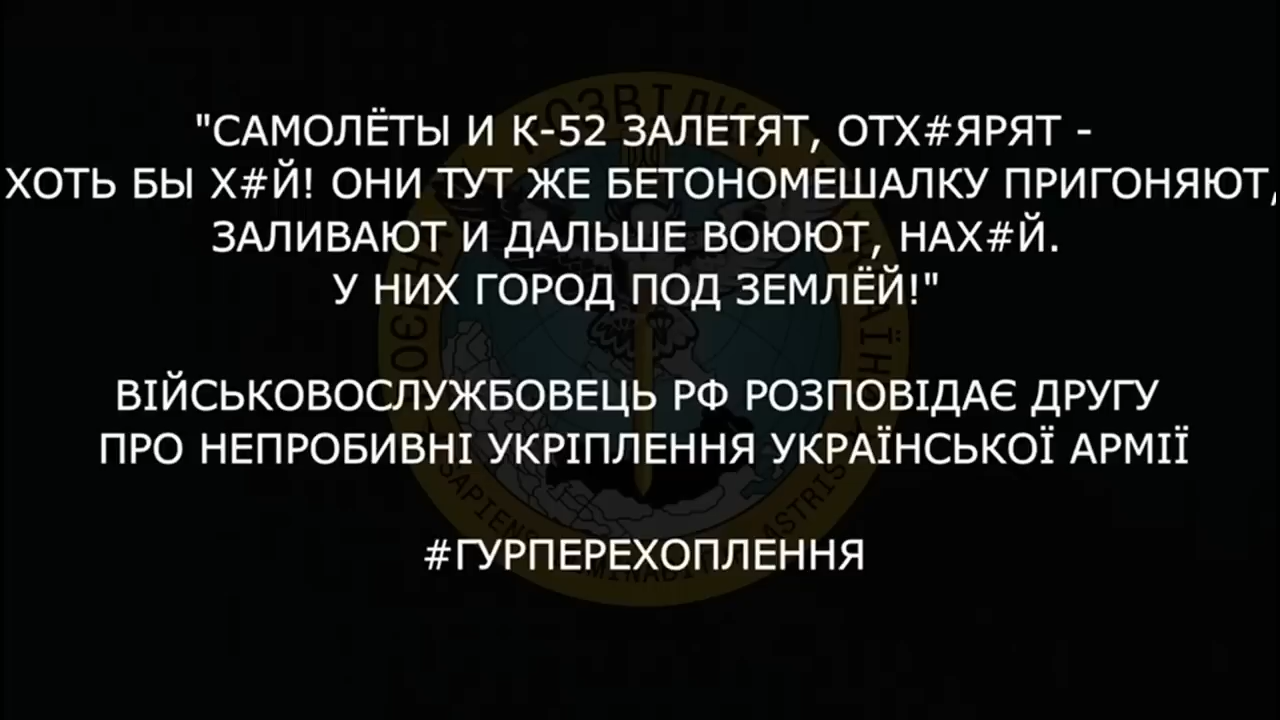 "САМОЛЁТЫ И К-52 ЗАЛЕТЯТ, ОТХ#ЯРЯТ -
ХОТЬ БЫ Х#Й! ОНИ ТУТ ЖЕ БЕТОНОМЕШАЛКУ ПРИГОНЯЮТ,
ЗАЛИВАЮТ И ДАЛЬШЕ ВОЮЮТ, НАХ#Й.
У НИХ ГОРОД ПОД ЗЕМЛЁЙ!"
ВІЙСЬКОВОСЛУЖБОВЕЦЬ РФ РОЗПОВІДАЄ ДРУГУ
ПРО НЕПРОБИВНІ УКРІПЛЕННЯ УКРАЇНСЬКОЇ АРМІЇ
#ГУРПЕРЕХОПЛЕННЯ